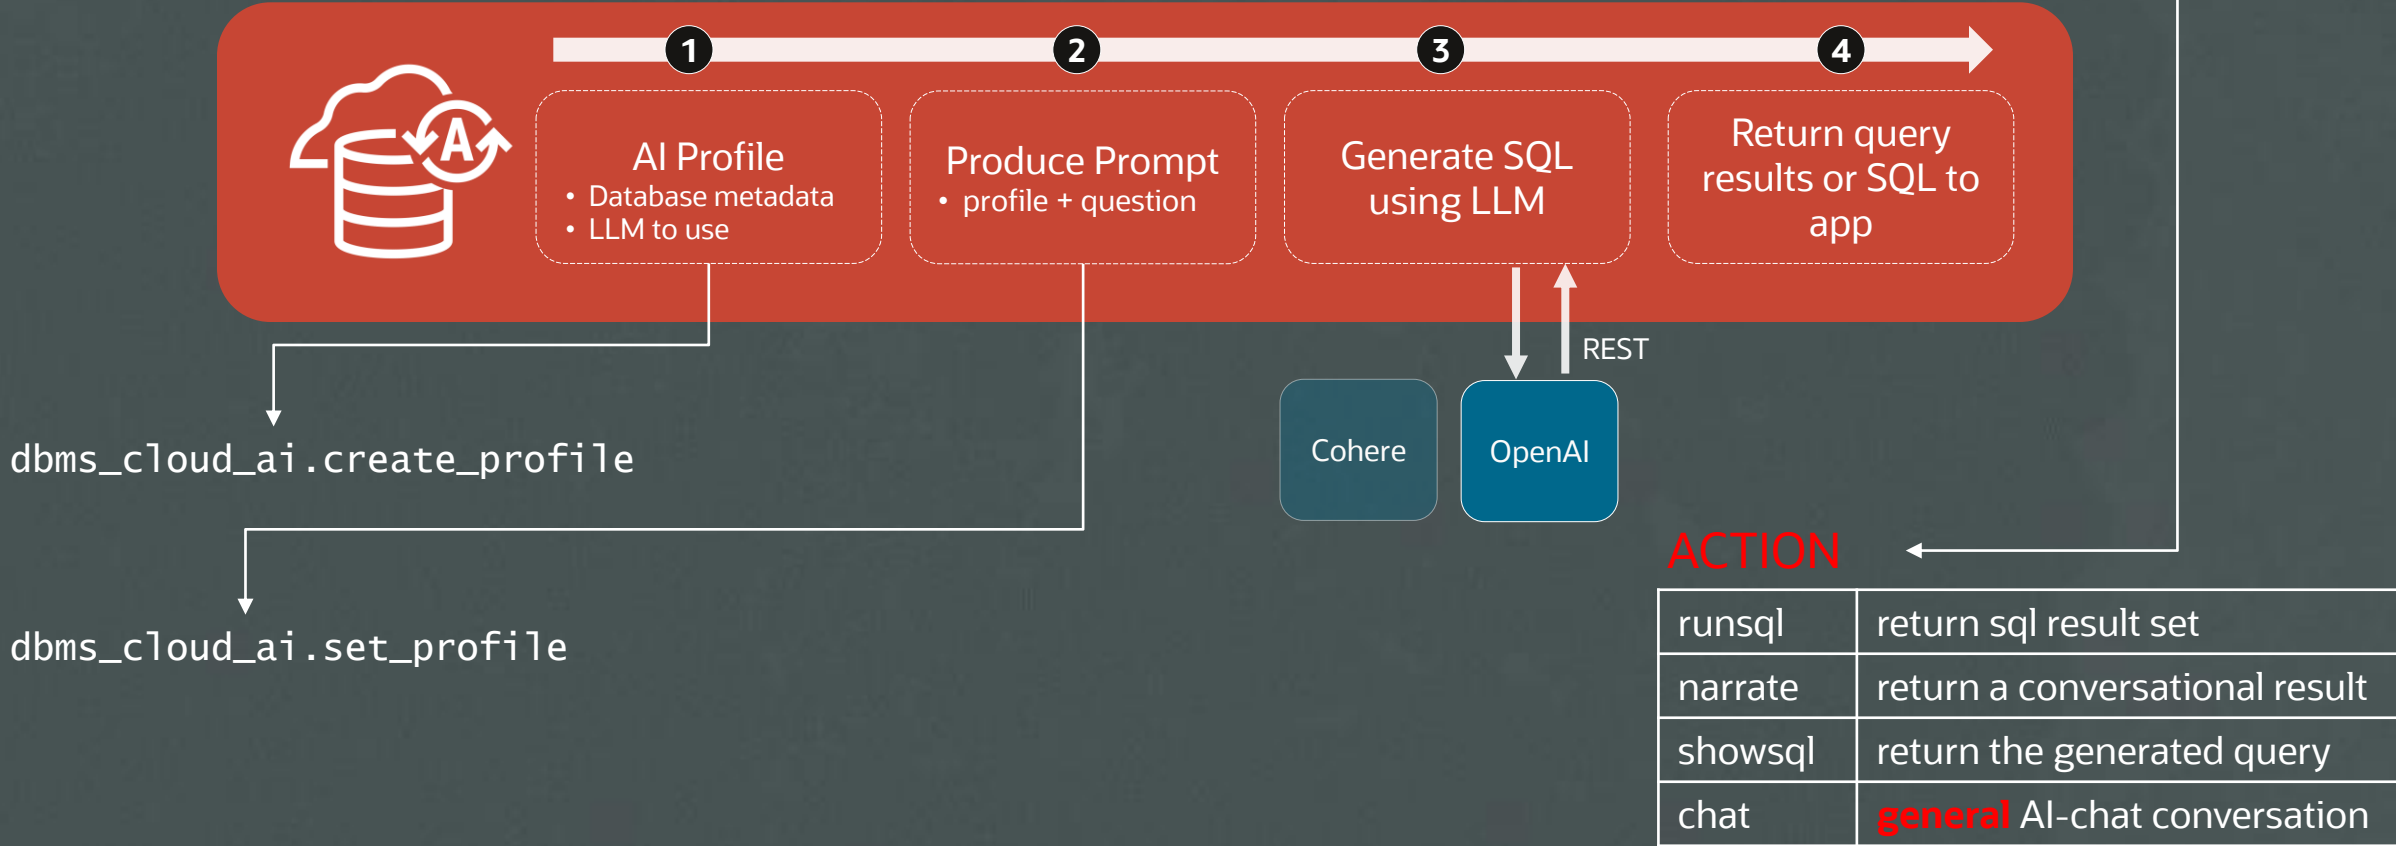 1
2
3
4
A
AI Profile
• Database metadata
• LLM to use
Produce Prompt
• profile + question
Generate SQL
using LLM
Return query
results or SQL to
app
REST
Cohere
OpenAI
dbms_cloud_ai.create_profile
dbms_cloud_ai.set_profile
ACTION
runsql return sql result set
narrate return a conversational result
showsql return the generated query
chat general AI-chat conversation